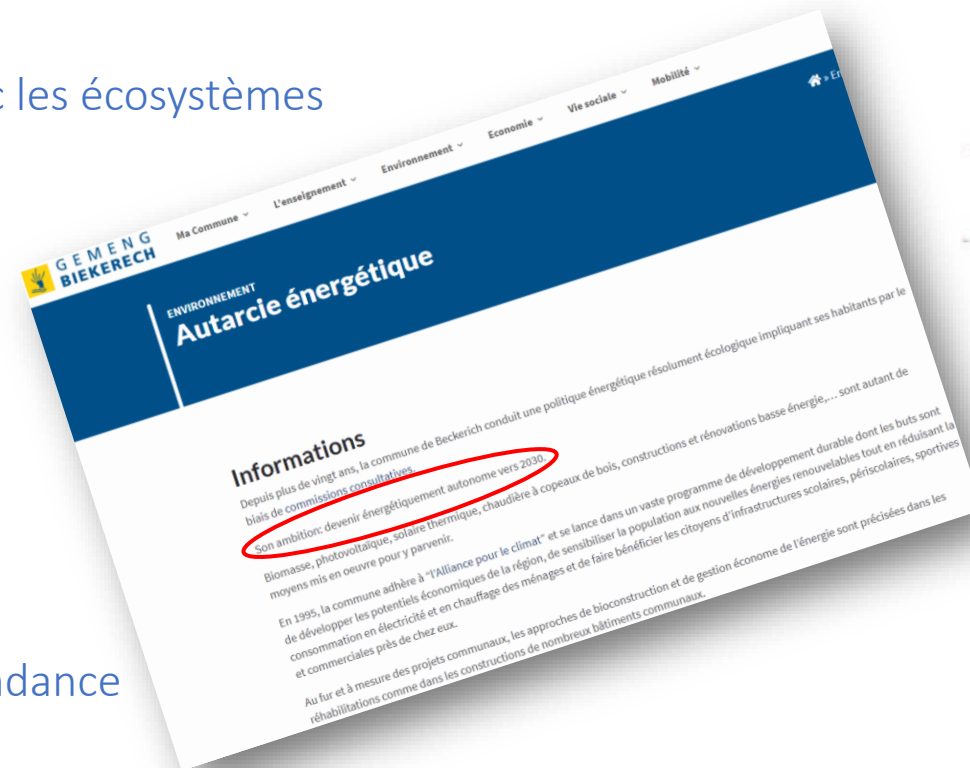 c les écosystèmes
Ma Commune
L'enseignement
Environnement
Economie
Vie sociale
Mobilité
GEMENG
BIEKERECH
» En
ENVIRONNEMENT
Autarcie énergétique
Informations
Depuis plus de vingt ans, la commune de Beckerich conduit une politique énergétique résolument écologique impliquant ses habitants par le
biais de commissions consultatives.
Son ambition: devenir énergétiquement autonome vers 2030.
Biomasse, photovoltaïque, solaire thermique, chaudière à copeaux de bois, constructions et rénovations basse énergie,... sont autant de
moyens mis en oeuvre pour y parvenir.
En 1995, la commune adhère à "l'Alliance pour le climat" et se lance dans un vaste programme de développement durable dont les buts sont
de développer les potentiels économiques de la région, de sensibiliser la population aux nouvelles énergies renouvelables tout en réduisant la
consommation en électricité et en chauffage des ménages et de faire bénéficier les citoyens d'infrastructures scolaires, périscolaires, sportives
et commerciales près de chez eux.
Au fur et à mesure des projets communaux, les approches de bioconstruction et de gestion économe de l'énergie sont précisées dans les
réhabilitations comme dans les constructions de nombreux bâtiments communaux.
ndance